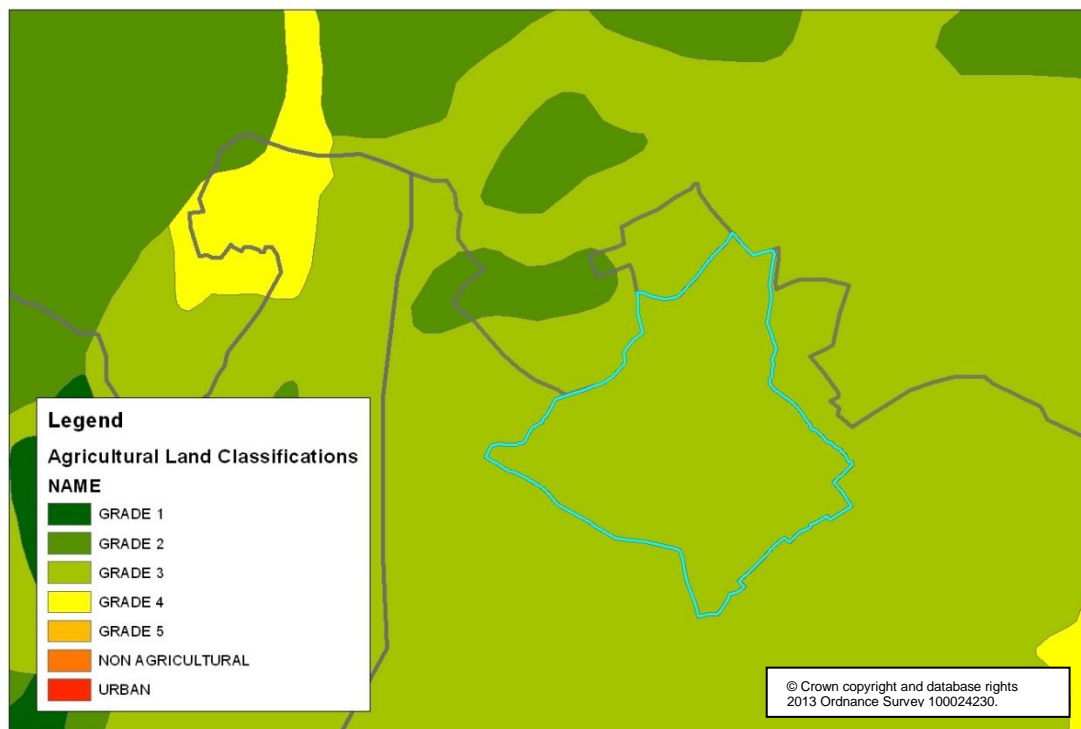 Legend
Agricultural Land Classifications
NAME
GRADE 1
GRADE 2
GRADE 3
GRADE 4
GRADE 5
NON AGRICULTURAL
URBAN
© Crown copyright and database rights
2013 Ordnance Survey 100024230.